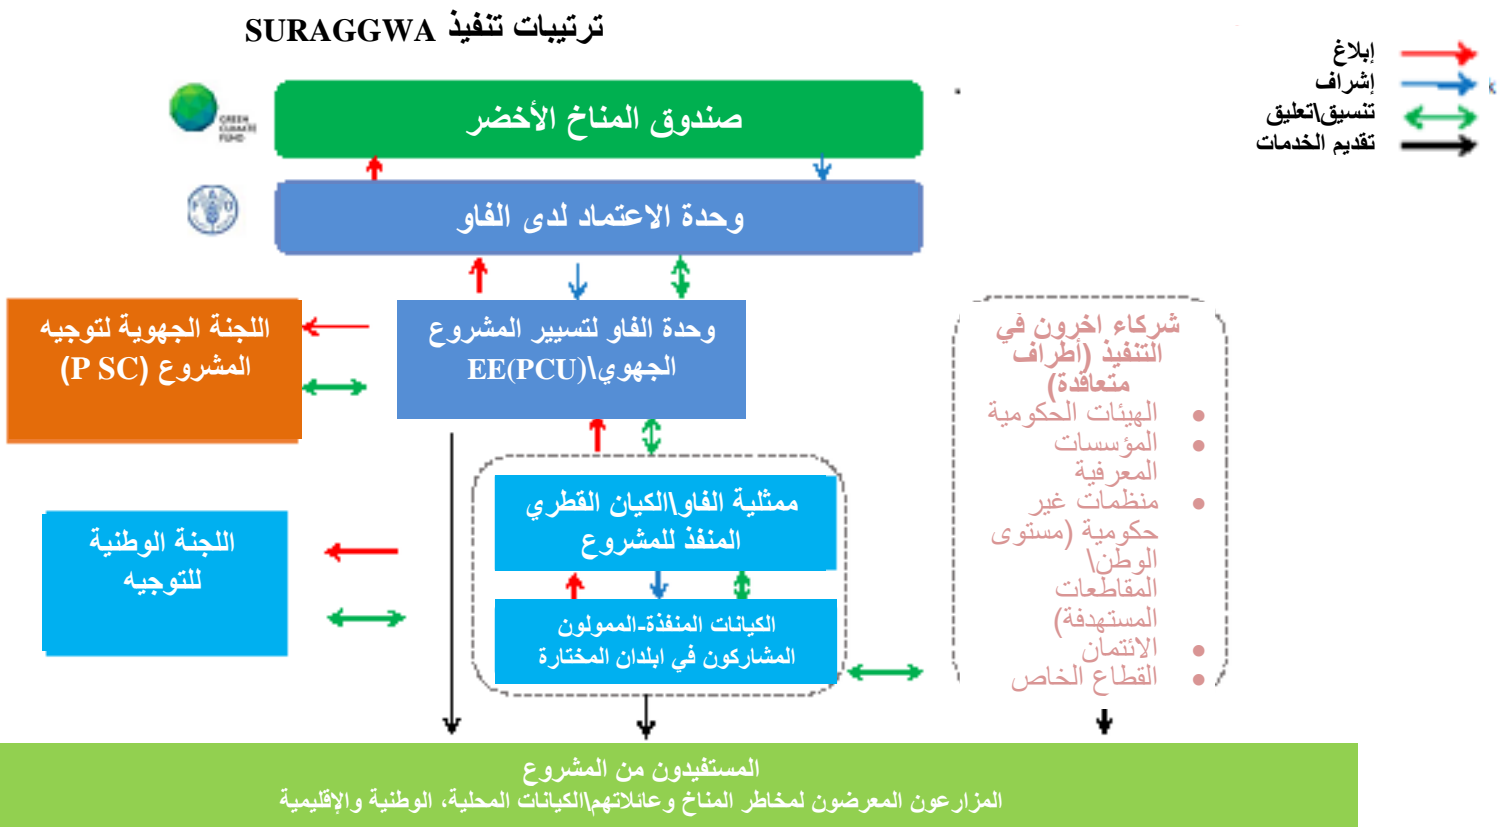 ترتيبات تنفيذ SURAGGWA
إبلاغ
إشراف
تنسيق\تعليق
تقديم الخدمات
GREEN
CLIMATE
FUND
صندوق المناخ الأخضر
F A O
وحدة الاعتماد لدى الفاو
اللجنة الجهوية لتوجيه
المشروع (P SC)
وحدة الفاو لتسيير المشروع
الجهوي\EE(PCU)
شركاء اخرون في
التنفيذ (أطراف
متعاقدة)
• الهيئات الحكومية
• المؤسسات
المعرفية
• منظمات غير
حكومية (مستوى
الوطن\
المقاطعات
المستهدفة)
• الائتمان
• القطاع الخاص
ممثلية الفاو\الكيان القطري
المنفذ للمشروع
اللجنة الوطنية
للتوجيه
الكيانات المنفذة-الممولون
المشاركون في ابلدان المختارة
المستفيدون من المشروع
المزارعون المعرضون لمخاطر المناخ وعائلاتهم\الكيانات المحلية، الوطنية والإقليمية